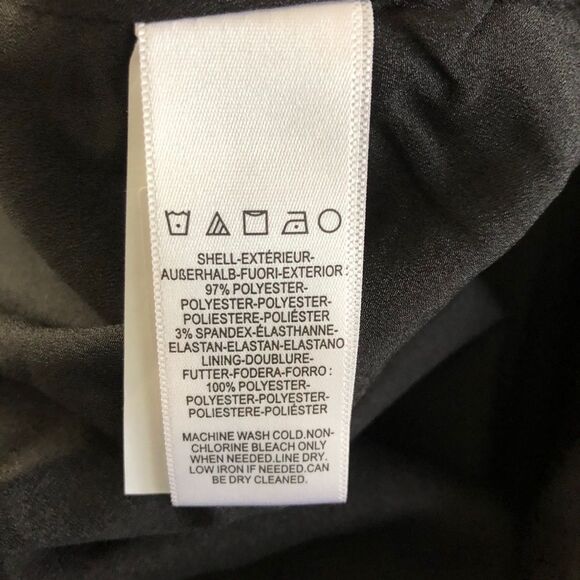 SHELL-EXTÉRIEUR-
AUßERHALB-FUORI-EXTERIOR:
97% POLYESTER-
POLYESTER-POLYESTER-
POLIESTERE-POLIÉSTER
3% SPANDEX-ÉLASTHANNE-
ELASTAN-ELASTAN-ELASTANO
LINING-DOUBLURE-
FUTTER-FODERA-FORRO :
100% POLYESTER-
POLYESTER-POLYESTER-
POLIESTERE-POLIÉSTER
MACHINE WASH COLD.NON-
CHLORINE BLEACH ONLY
WHEN NEEDED.LINE DRY.
LOW IRON IF NEEDED.CAN
BE DRY CLEANED.